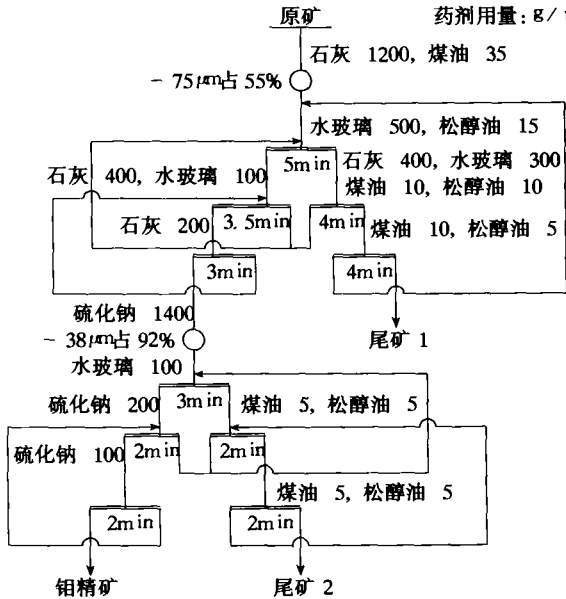 原矿
药剂用量: g/
石灰 1200, 煤油 35
- 75μm占 55%
水玻璃 500, 松醇油 15
5min
石灰 400, 水玻璃 300
石灰 400, 水玻璃 100
煤油 10, 松醇油 10
石灰 200
3. 5min
4min
煤油 10, 松醇油 5
3min
4min
硫化钠 1400
尾矿 1
- 38μm占 92%
水玻璃 100
硫化钠 200
3min
煤油 5, 松醇油 5
硫化钠 100
2min
2min
煤油 5, 松醇油 5
2min
2min
钼精矿
尾矿 2